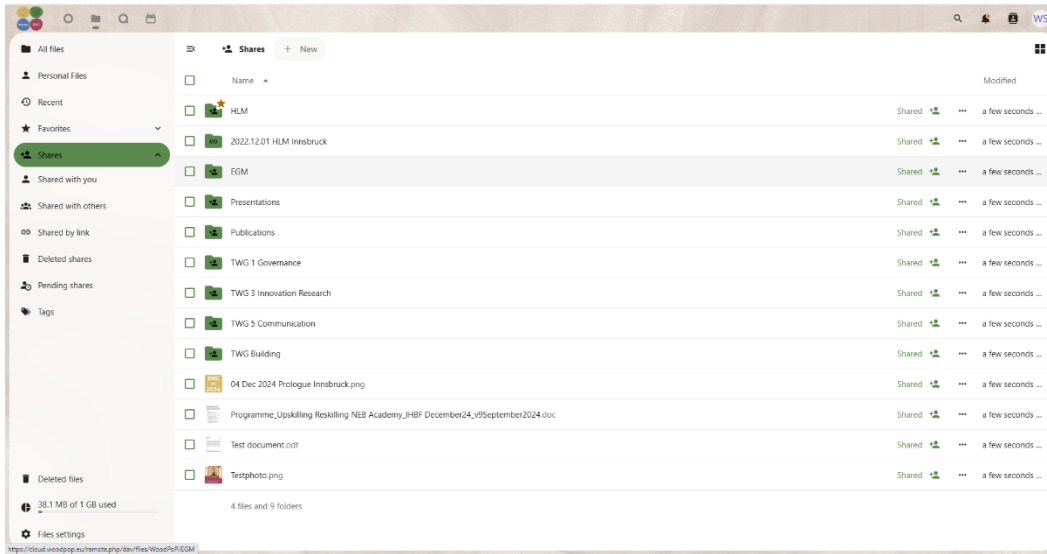 WS
All files
Personal Files
Recent
Favorites
Shares
Shared with you
Shared with others
Shared by link
Deleted shares
Pending shares
Tags
Deleted files
38.1 MB of 1 GB used
Files settings
Shares + New
Name Modified
HLM Shared ••• a few seconds ...
2022.12.01 HLM Innsbruck Shared ••• a few seconds ...
EGM Shared ••• a few seconds ...
Presentations Shared ••• a few seconds ...
Publications Shared ••• a few seconds ...
TWG 1 Governance Shared ••• a few seconds ...
TWG 3 Innovation Research Shared ••• a few seconds ...
TWG 5 Communication Shared ••• a few seconds ...
TWG Building Shared ••• a few seconds ...
04 Dec 2024 Prologue Innsbruck.png Shared ••• a few seconds ...
Programme_Upskilling Reskilling NEB Academy_IHBF December24_v9September2024.doc Shared ••• a few seconds ...
Test document.odt Shared ••• a few seconds ...
Testphoto.png Shared ••• a few seconds ...
4 files and 9 folders
https://cloud.woodpop.eu/remote.php/dav/files/WoodPoP/EGM